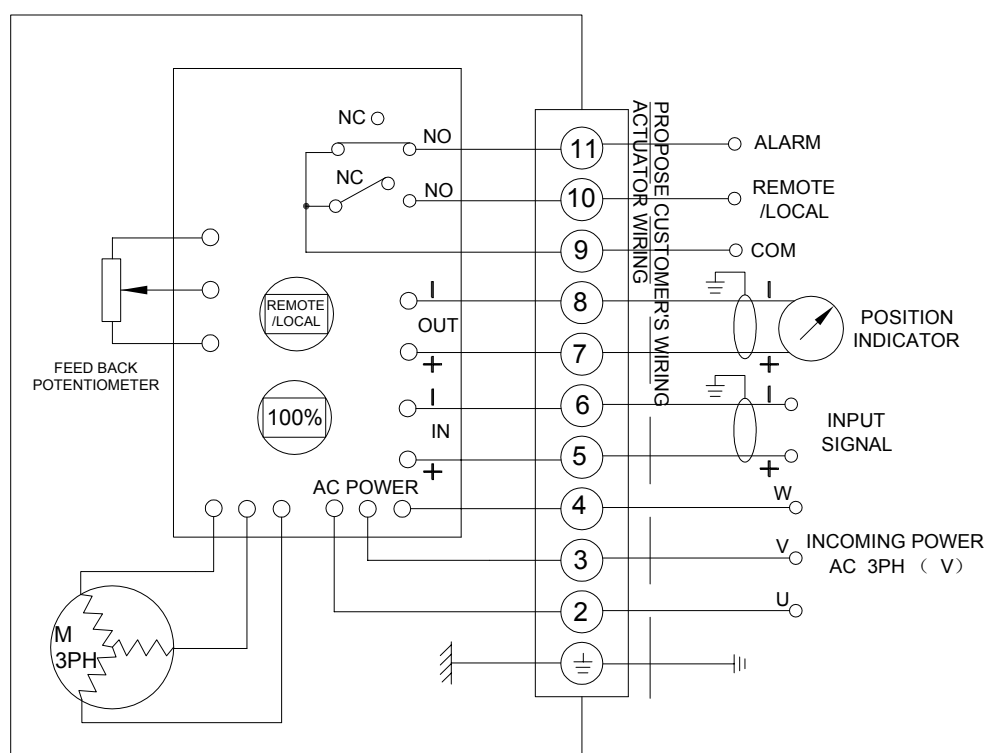 NC
NO
11
ALARM
NC
NO
10
REMOTE
/LOCAL
9
COM
PROPOSE CUSTOMER'S WIRING
ACTUATOR WIRING
REMOTE
/LOCAL
OUT
8
7
POSITION
INDICATOR
FEED BACK
POTENTIOMETER
100%
IN
6
5
INPUT
SIGNAL
AC POWER
4
W
3
V
INCOMING POWER
AC 3PH （ V）
2
U
M
3PH